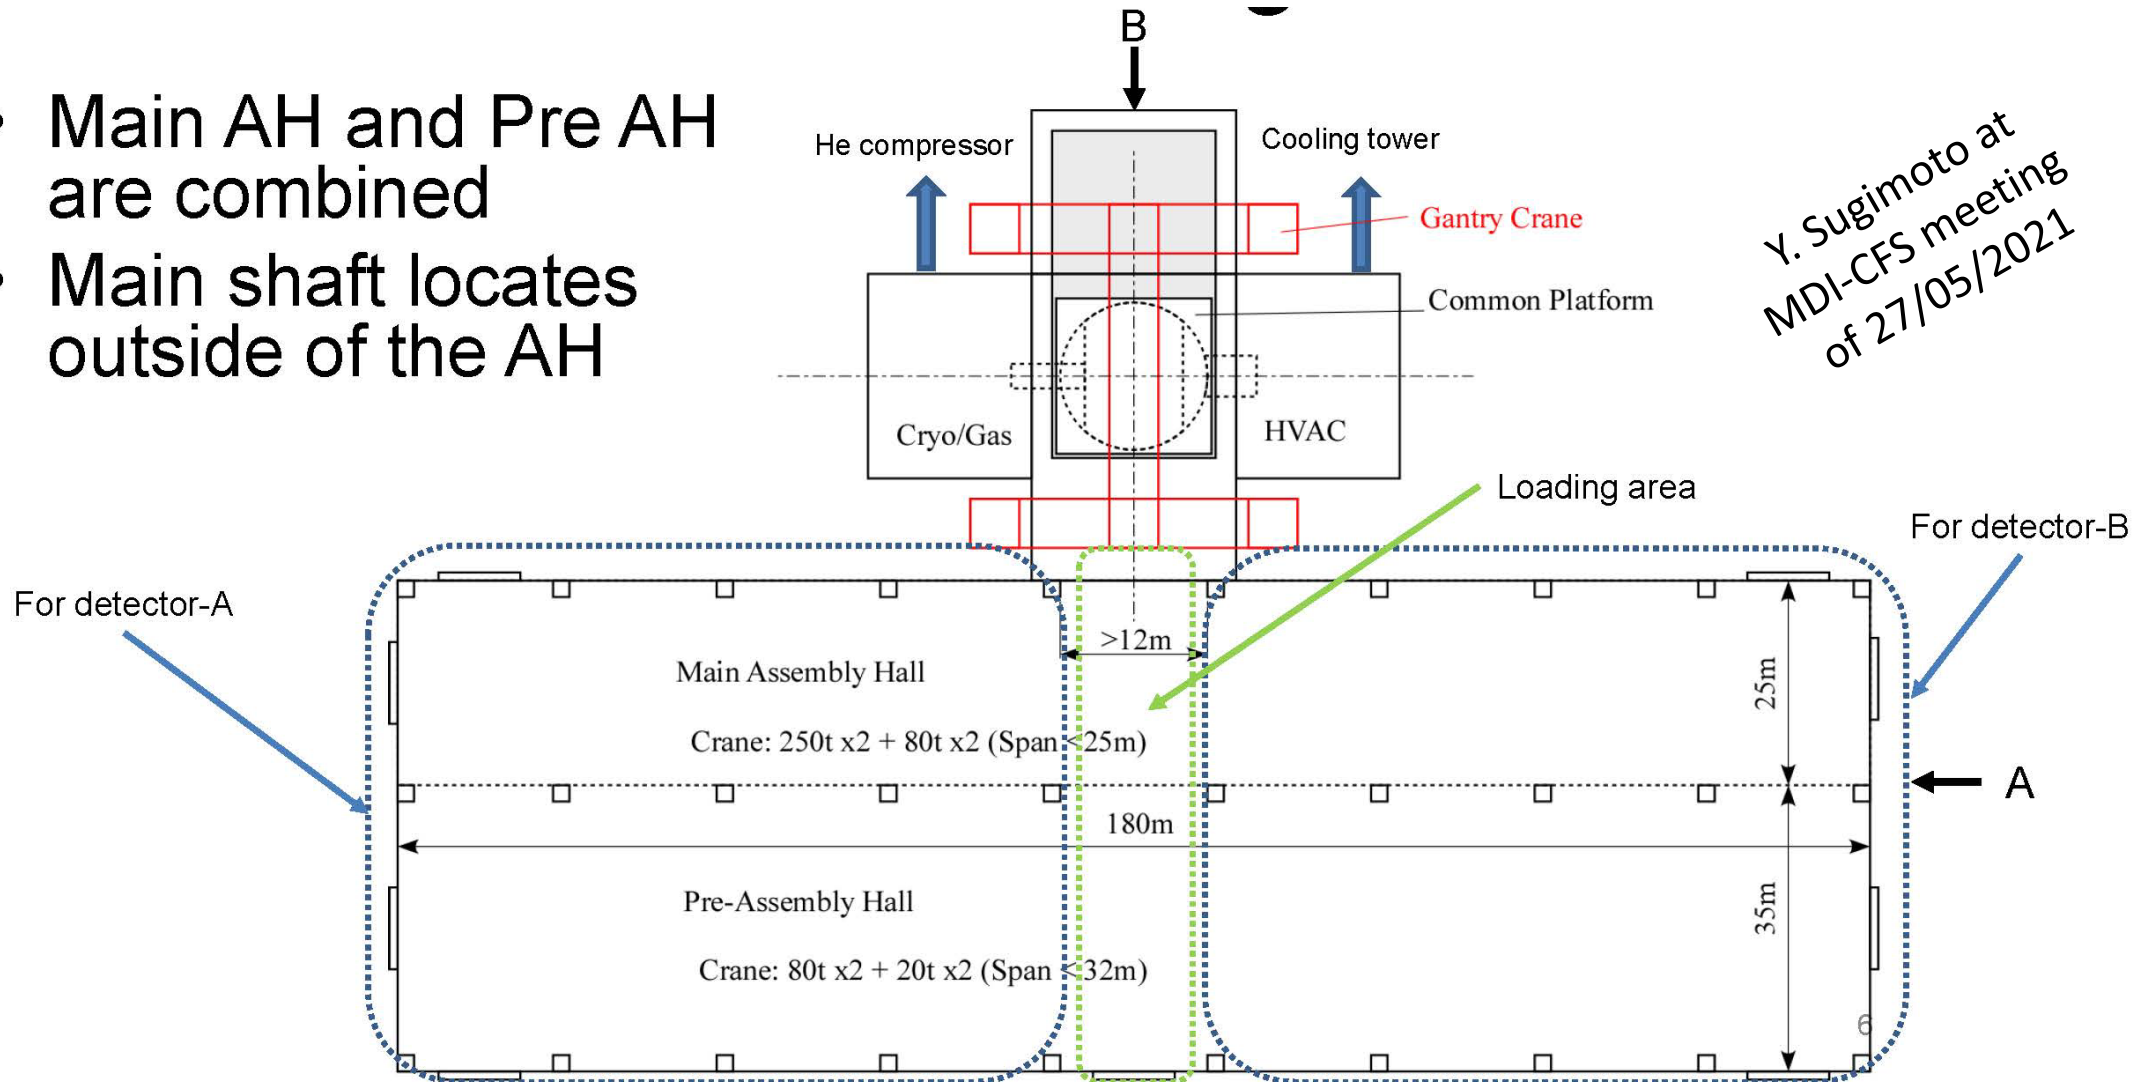 • Main AH and Pre AH
are combined
• Main shaft locates
outside of the AH
B
He compressor
Cooling tower
Gantry Crane
Common Platform
Cryo/Gas
HVAC
Y. Sugimoto at
MDI-CFS meeting
of 27/05/2021
Loading area
For detector-B
For detector-A
>12m
Main Assembly Hall
25m
Crane: 250t x2 + 80t x2 (Span <25m)
A
180m
Pre-Assembly Hall
35m
Crane: 80t x2 + 20t x2 (Span <32m)
6